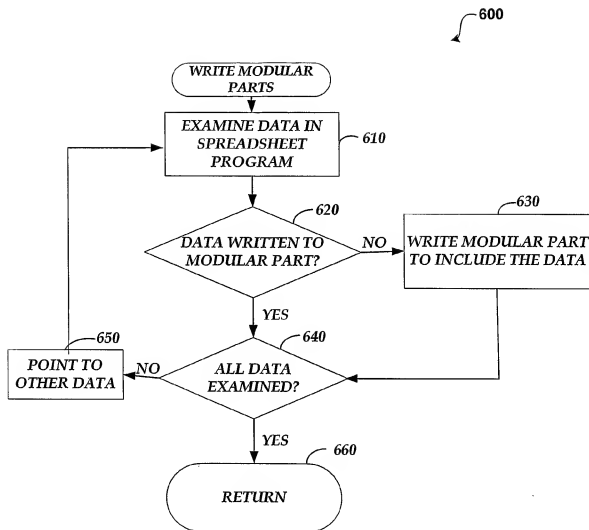 600
WRITE MODULAR
PARTS
EXAMINE DATA IN
SPREADSHEET
PROGRAM
610
620
DATA WRITTEN TO
MODULAR PART?
NO
630
WRITE MODULAR PART
TO INCLUDE THE DATA
YES
640
650
POINT TO
OTHER DATA
NO
ALL DATA
EXAMINED?
YES
660
RETURN